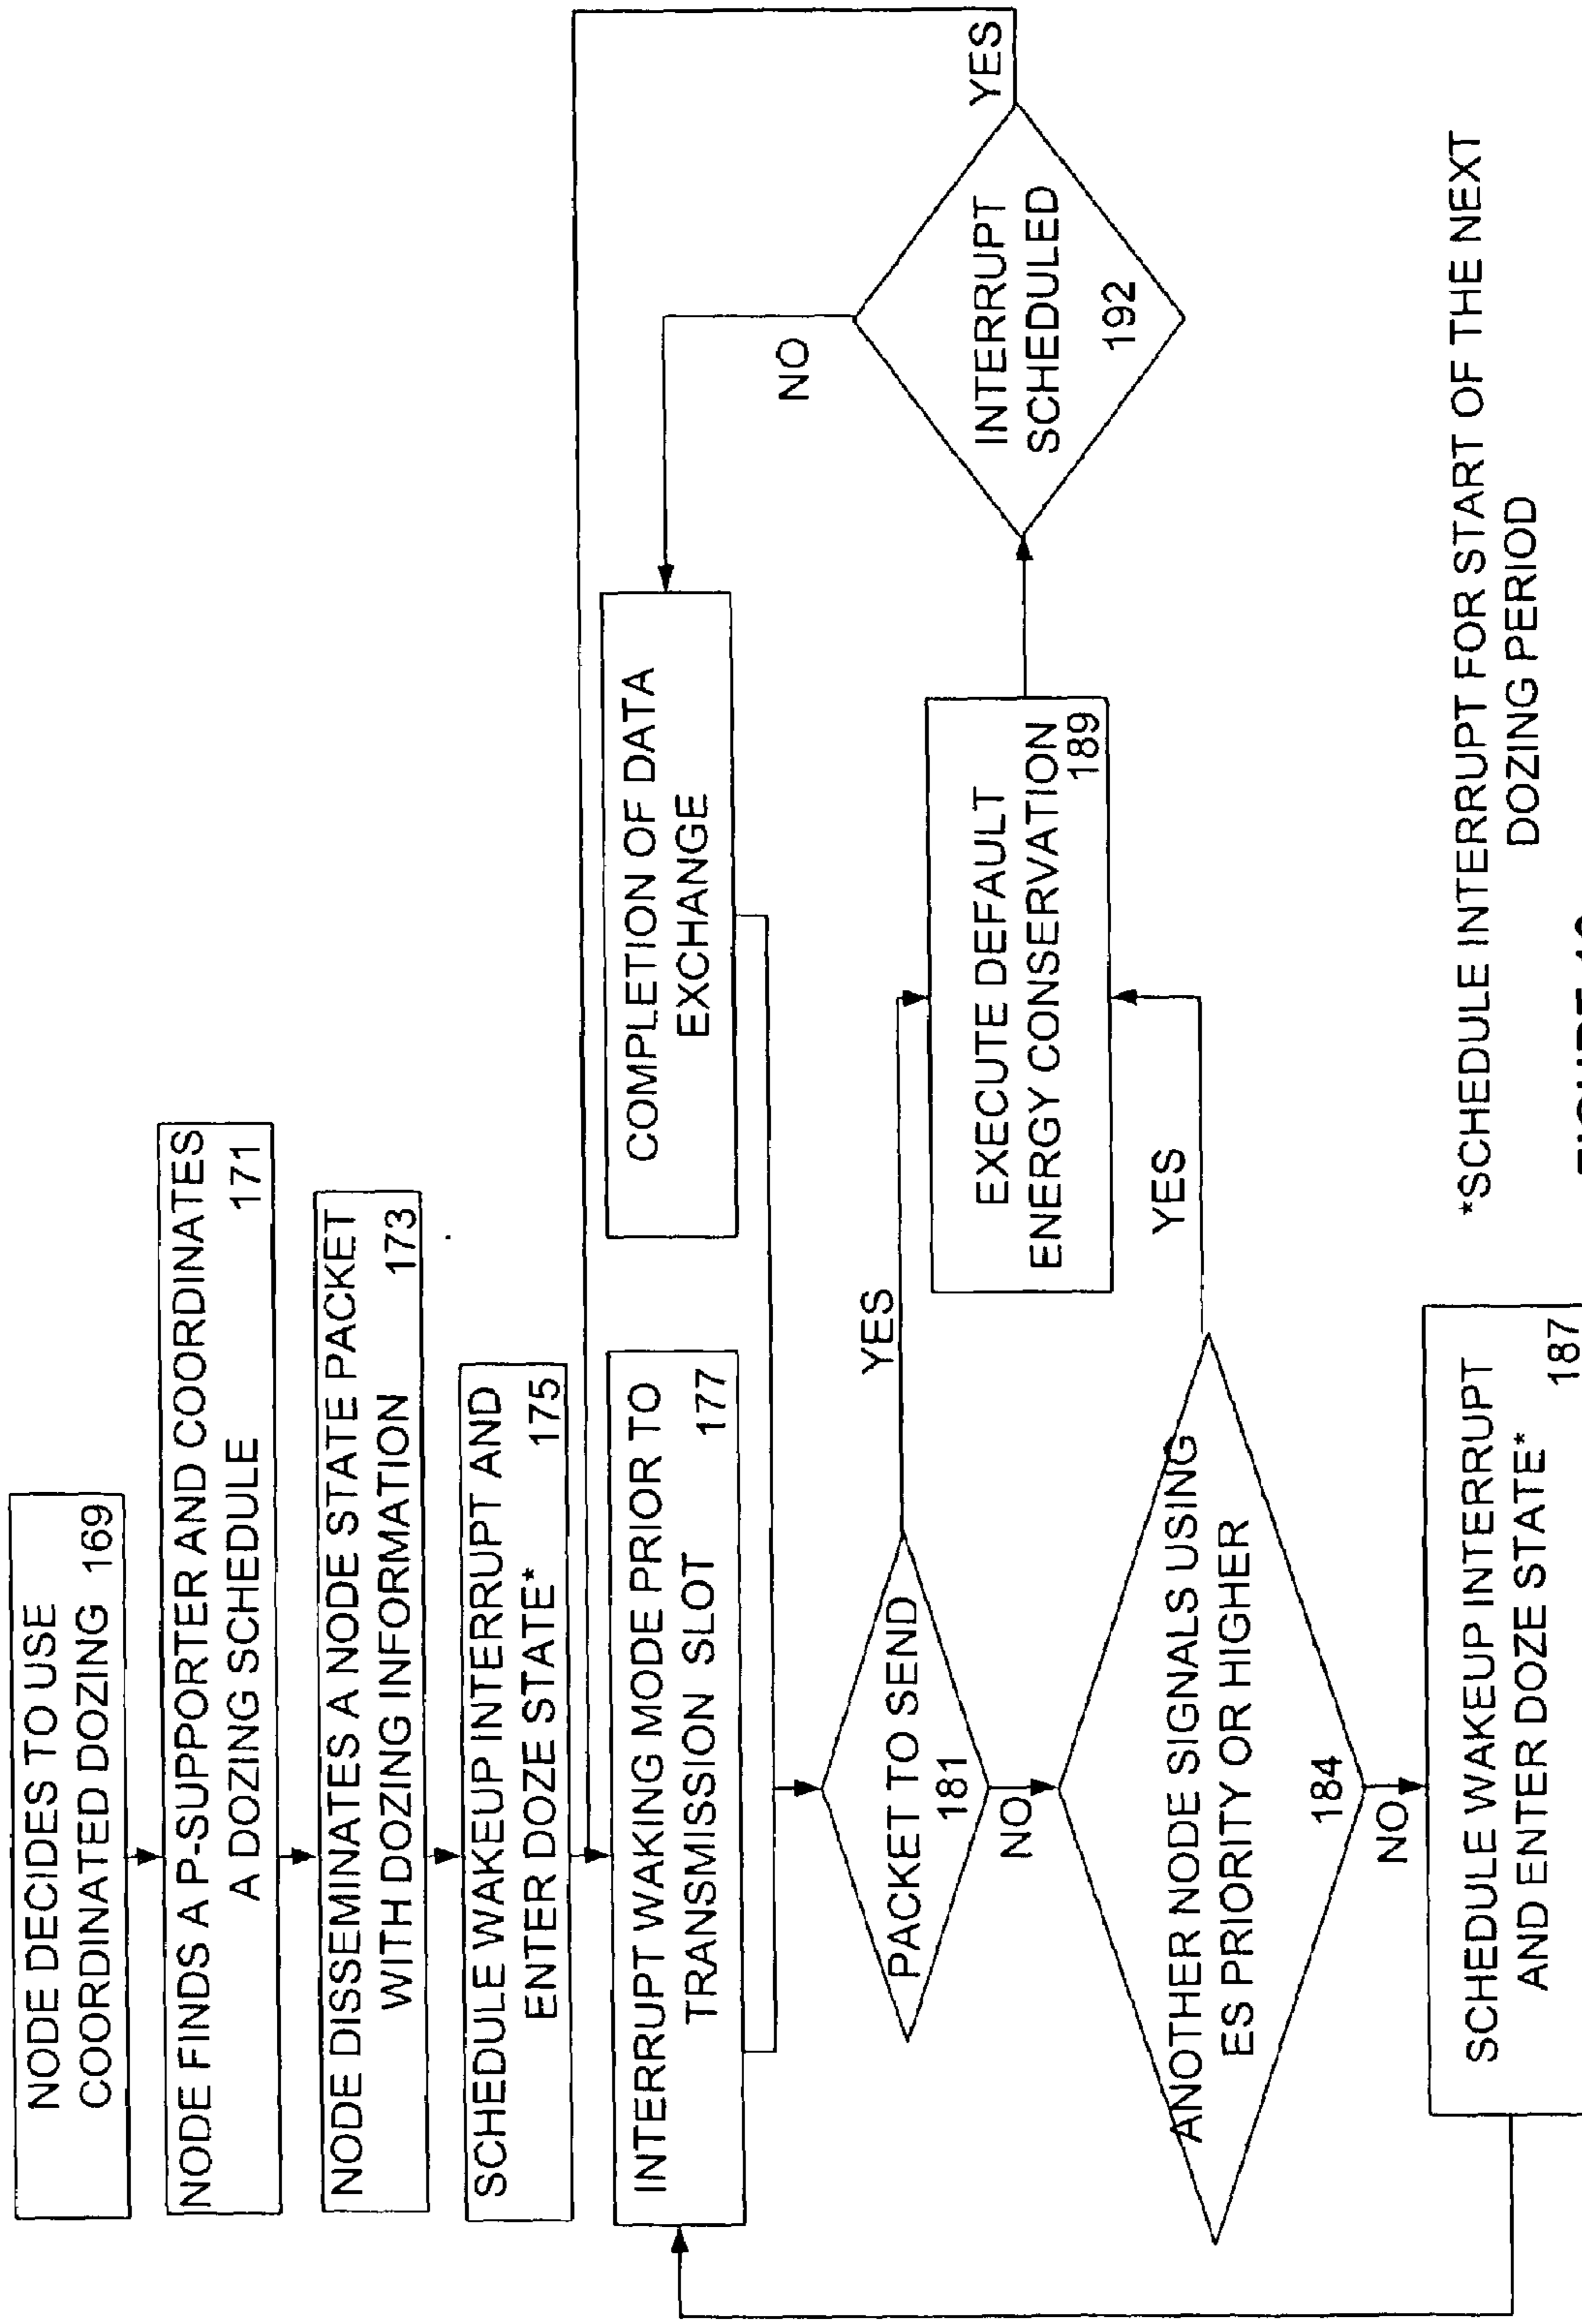 NODE DECIDES TO USE
COORDINATED DOZING 169
NODE FINDS A P-SUPPORTER AND COORDINATES
A DOZING SCHEDULE 171
NODE DISSEMINATES A NODE STATE PACKET
WITH DOZING INFORMATION 173
SCHEDULE WAKEUP INTERRUPT AND
ENTER DOZE STATE* 175
INTERRUPT WAKING MODE PRIOR TO
TRANSMISSION SLOT 177
COMPLETION OF DATA
EXCHANGE
PACKET TO SEND
181
YES
NO
ANOTHER NODE SIGNALS USING
ES PRIORITY OR HIGHER
184
YES
NO
EXECUTE DEFAULT
ENERGY CONSERVATION
189
INTERRUPT
SCHEDULED
192
NO
YES
SCHEDULE WAKEUP INTERRUPT
AND ENTER DOZE STATE*
187
*SCHEDULE INTERRUPT FOR START OF THE NEXT
DOZING PERIOD